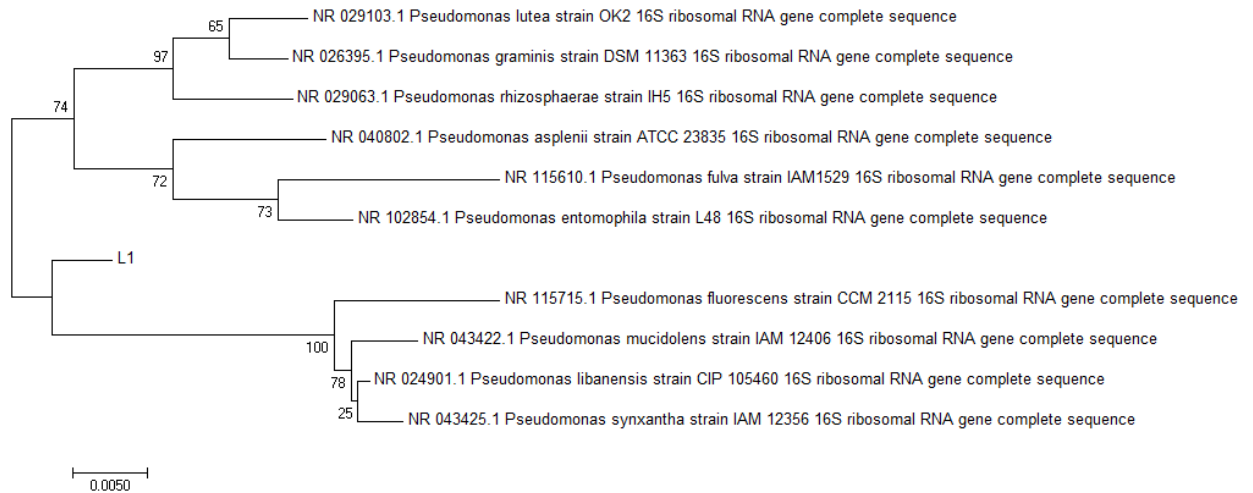 65
NR 029103.1 Pseudomonas lutea strain OK2 16S ribosomal RNA gene complete sequence
97
NR 026395.1 Pseudomonas graminis strain DSM 11363 16S ribosomal RNA gene complete sequence
74
NR 029063.1 Pseudomonas rhizosphaerae strain IH5 16S ribosomal RNA gene complete sequence
NR 040802.1 Pseudomonas asplenii strain ATCC 23835 16S ribosomal RNA gene complete sequence
72
NR 115610.1 Pseudomonas fulva strain IAM1529 16S ribosomal RNA gene complete sequence
73
NR 102854.1 Pseudomonas entomophila strain L48 16S ribosomal RNA gene complete sequence
L1
NR 115715.1 Pseudomonas fluorescens strain CCM 2115 16S ribosomal RNA gene complete sequence
100
NR 043422.1 Pseudomonas mucidolens strain IAM 12406 16S ribosomal RNA gene complete sequence
78
NR 024901.1 Pseudomonas libanensis strain CIP 105460 16S ribosomal RNA gene complete sequence
25
NR 043425.1 Pseudomonas synxantha strain IAM 12356 16S ribosomal RNA gene complete sequence
0.0050